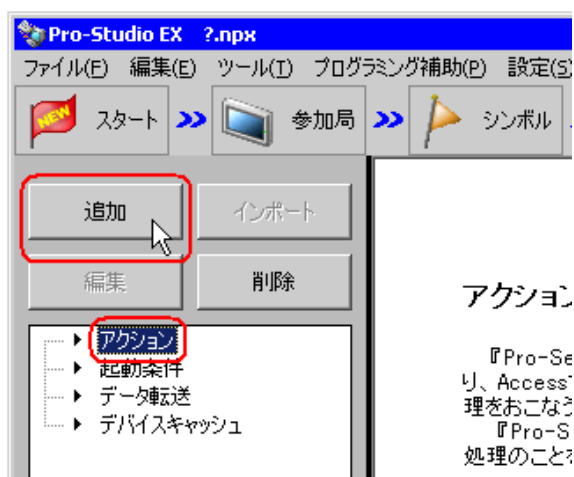 Pro-Studio EX ?.npx
ファイル(F) 編集(E) ツール(T) プログラミング補助(P) 設定(S)
NEW スタート 参加局 シンボル
追加 インポート
編集 削除
アクション
起動条件
データ転送
デバイスキャッシュ
アクション
『Pro-Se
り、Access
理をおこなう
『Pro-S
処理のこと